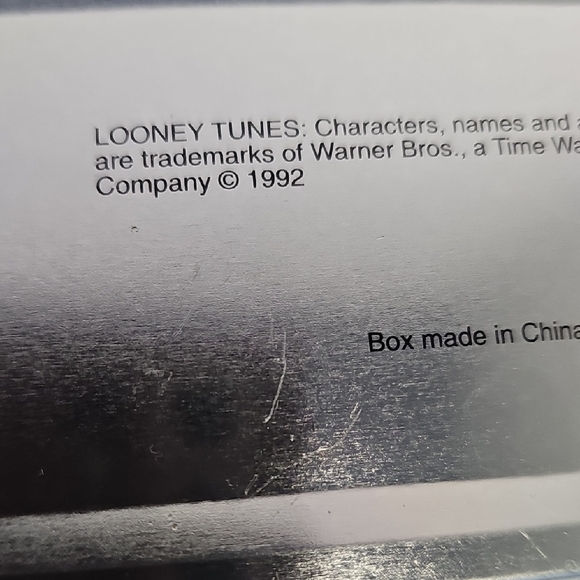 LOONEY TUNES: Characters, names and
are trademarks of Warner Bros., a Time
Company © 1992
Box made in China